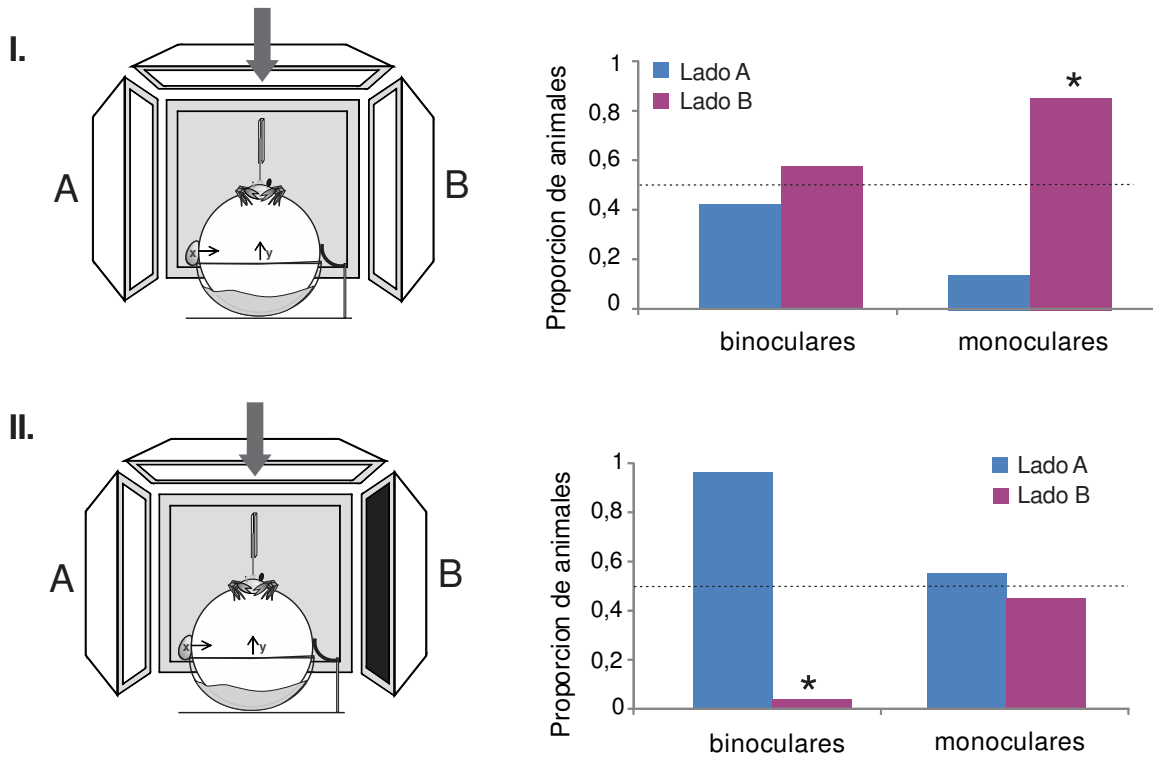 I.
A
B
x
y
Proporcion de animales
1
0,8
0,6
0,4
0,2
0
Lado A
Lado B
*
binoculares
monoculares
II.
A
B
x
y
Proporcion de animales
1
0,8
0,6
0,4
0,2
0
Lado A
Lado B
*
binoculares
monoculares